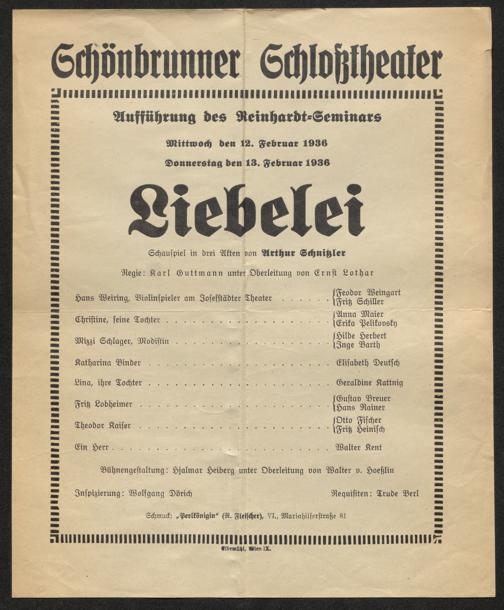 Schönbrunner Schloßtheater
Aufführung des Reinhardt-Seminars
Mittwoch den 12. Februar 1936
Donnerstag den 13. Februar 1936
Liebelei
Schauspiel in drei Akten von Arthur Schnitzler
Regie: Karl Guttmann unter Oberleitung von Ernst Lothar
Hans Weiring, Violinspieler am Josefstädter Theater . . . . . . { Feodor Weingart
{ Fritz Schiller
Christine, seine Tochter . . . . . . . . . . . . . . . . . . { Anna Maier
{ Erika Pelikovsky
Mizzi Schlager, Modistin . . . . . . . . . . . . . . . . . . { Hilde Herbert
{ Inge Barth
Katharina Binder . . . . . . . . . . . . . . . . . . . . Elisabeth Deutsch
Lina, ihre Tochter . . . . . . . . . . . . . . . . . . . . Geraldine Kattnig
Fritz Lobheimer . . . . . . . . . . . . . . . . . . . . { Gustav Breuer
{ Hans Rainer
Theodor Kaiser . . . . . . . . . . . . . . . . . . . . { Otto Fischer
{ Fritz Heinisch
Ein Herr . . . . . . . . . . . . . . . . . . . . . . . Walter Kent
Bühnengestaltung: Hjalmar Heiberg unter Oberleitung von Walter v. Hoeßlin
Inspizierung: Wolfgang Dörich Requisiten: Trude Berl
Schmuck: „Perlkönigin“ (R. Fleischer), VI., Mariahilferstraße 81
Elbemühl, Wien IX.